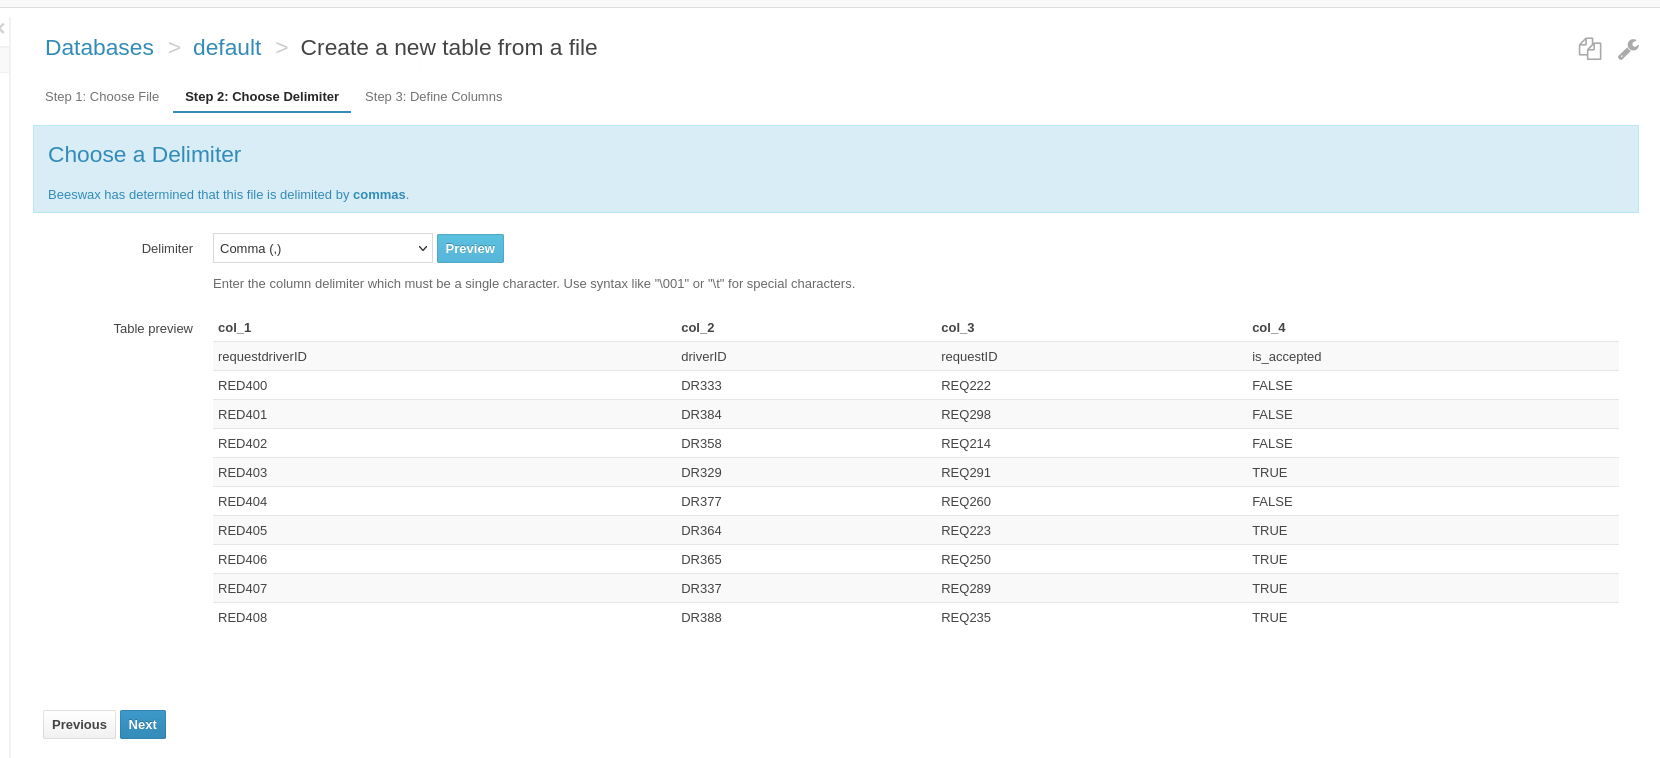 Databases > default > Create a new table from a file
Step 1: Choose File Step 2: Choose Delimiter Step 3: Define Columns
Choose a Delimiter
Beeswax has determined that this file is delimited by commas.
Delimiter Comma (,) Preview
Enter the column delimiter which must be a single character. Use syntax like "\001" or "\t" for special characters.
Table preview col_1 col_2 col_3 col_4
requestdriverID driverID requestID is_accepted
RED400 DR333 REQ222 FALSE
RED401 DR384 REQ298 FALSE
RED402 DR358 REQ214 FALSE
RED403 DR329 REQ291 TRUE
RED404 DR377 REQ260 FALSE
RED405 DR364 REQ223 TRUE
RED406 DR365 REQ250 TRUE
RED407 DR337 REQ289 TRUE
RED408 DR388 REQ235 TRUE
Previous Next